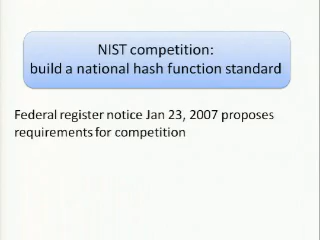 NIST competition:
build a national hash function standard
Federal register notice Jan 23, 2007 proposes
requirements for competition